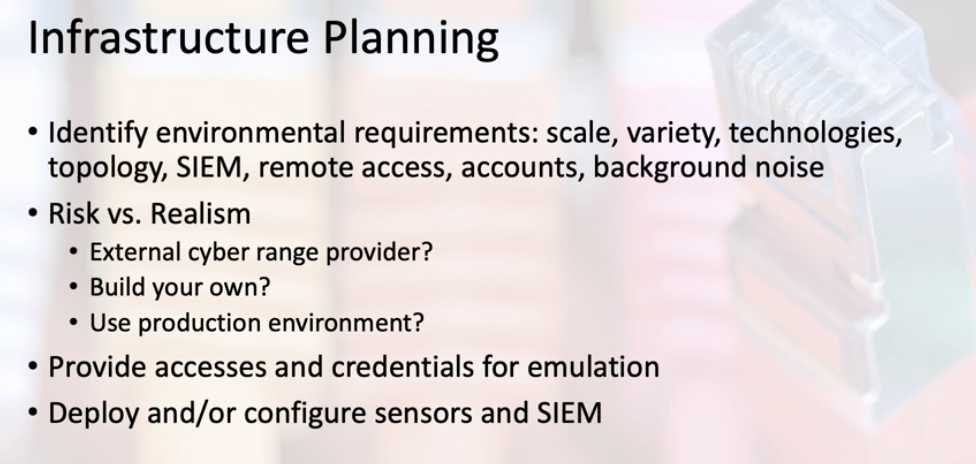 Infrastructure Planning
• Identify environmental requirements: scale, variety, technologies,
topology, SIEM, remote access, accounts, background noise
• Risk vs. Realism
• External cyber range provider?
• Build your own?
• Use production environment?
• Provide accesses and credentials for emulation
• Deploy and/or configure sensors and SIEM